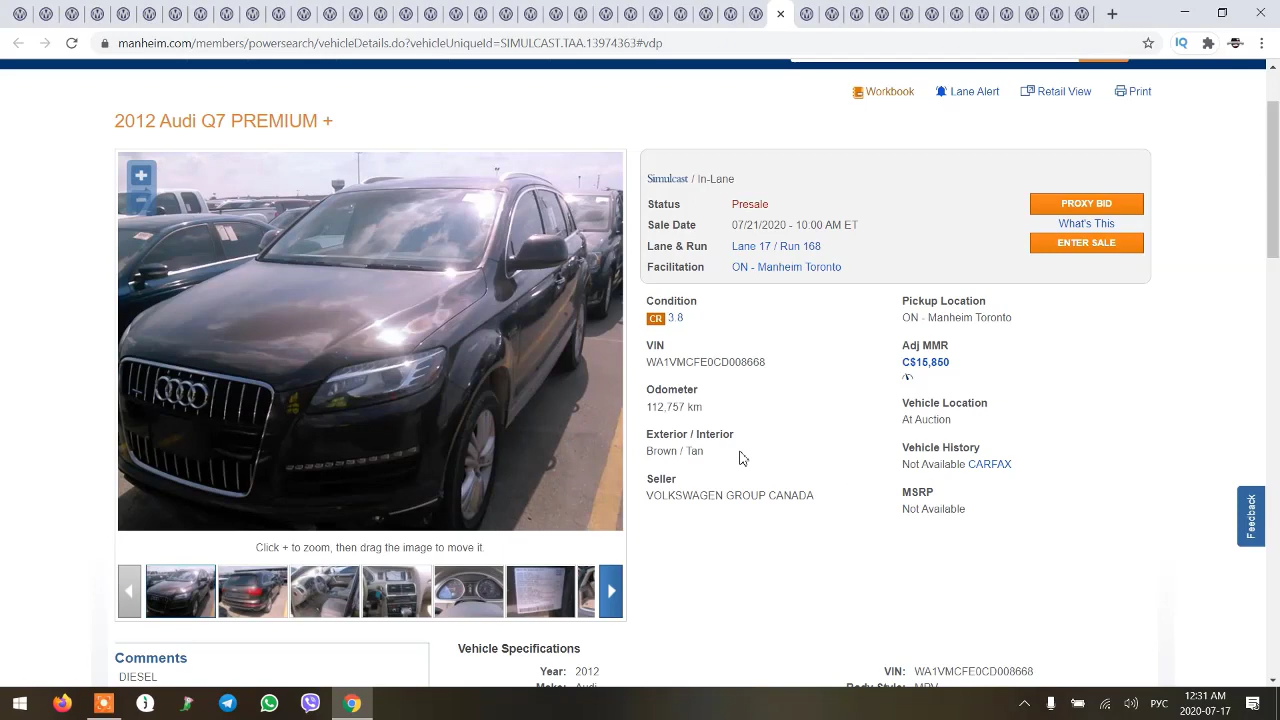 manheim.com/members/powersearch/vehicleDetails.do?vehicleUniqueId=SIMULCAST.TAA.13974363#vdp
Workbook
Lane Alert
Retail View
Print
2012 Audi Q7 PREMIUM +
Simulcast / In-Lane
Status Presale
Sale Date 07/21/2020 - 10:00 AM ET
Lane & Run Lane 17 / Run 168
Facilitation ON - Manheim Toronto
PROXY BID
What's This
ENTER SALE
Condition
CR 3.8
VIN
WA1VMCFE0CD008668
Odometer
112,757 km
Exterior / Interior
Brown / Tan
Seller
VOLKSWAGEN GROUP CANADA
Pickup Location
ON - Manheim Toronto
Adj MMR
C$15,850
Vehicle Location
At Auction
Vehicle History
Not Available CARFAX
MSRP
Not Available
Feedback
Click + to zoom, then drag the image to move it.
Comments
DIESEL
Vehicle Specifications
Year: 2012
VIN: WA1VMCFE0CD008668
Make: Audi
Body Style: MPV
РУС
12:31 AM
2020-07-17